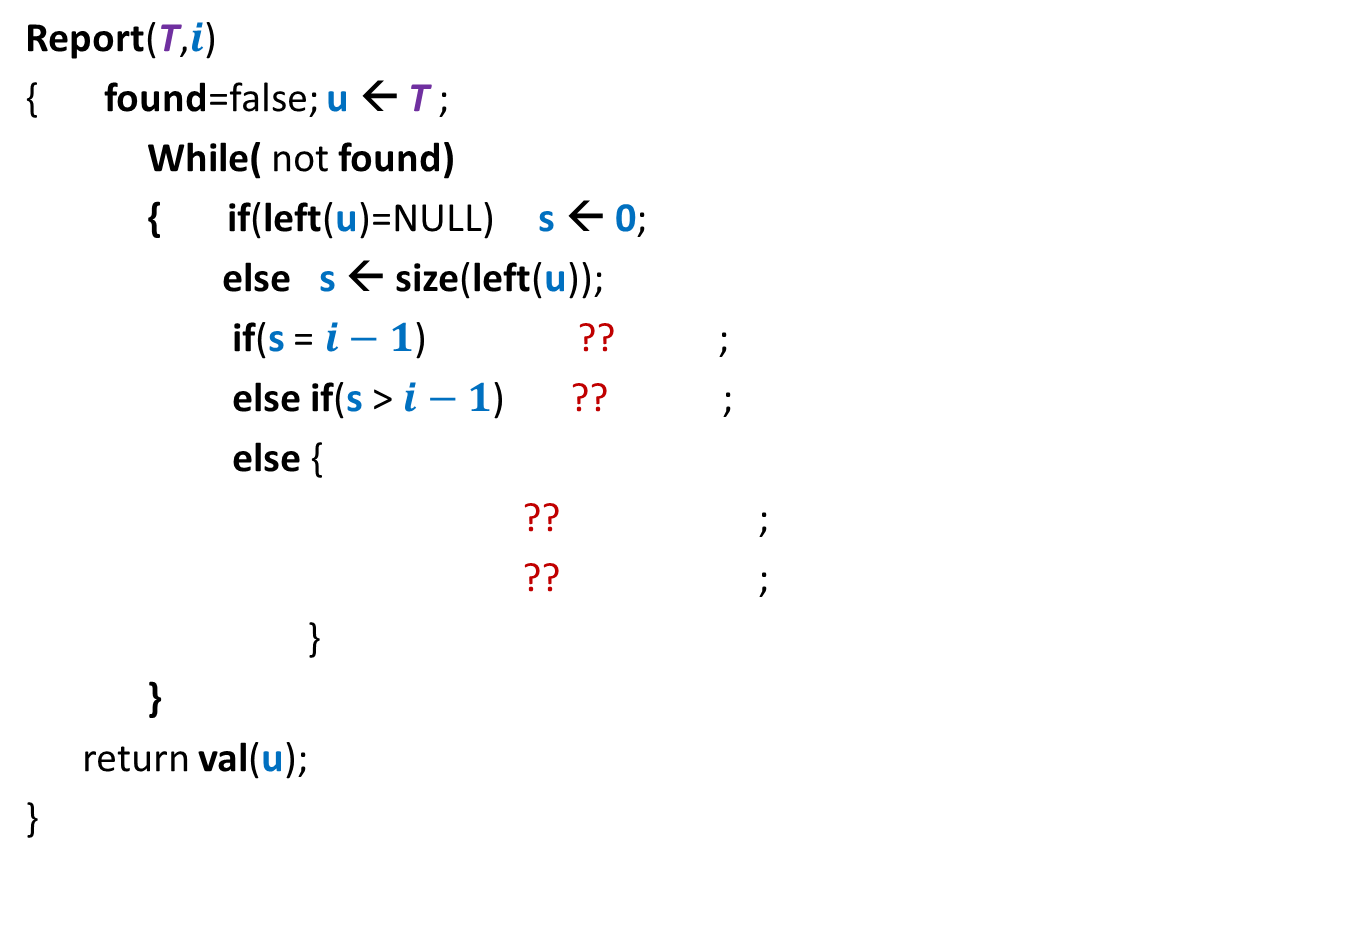 Report(T,i)
{ found=false; u ← T ;
While( not found)
{ if(left(u)=NULL) s ← 0;
else s ← size(left(u));
if(s = i − 1) ?? ;
else if(s > i − 1) ?? ;
else {
?? ;
?? ;
}
}
return val(u);
}